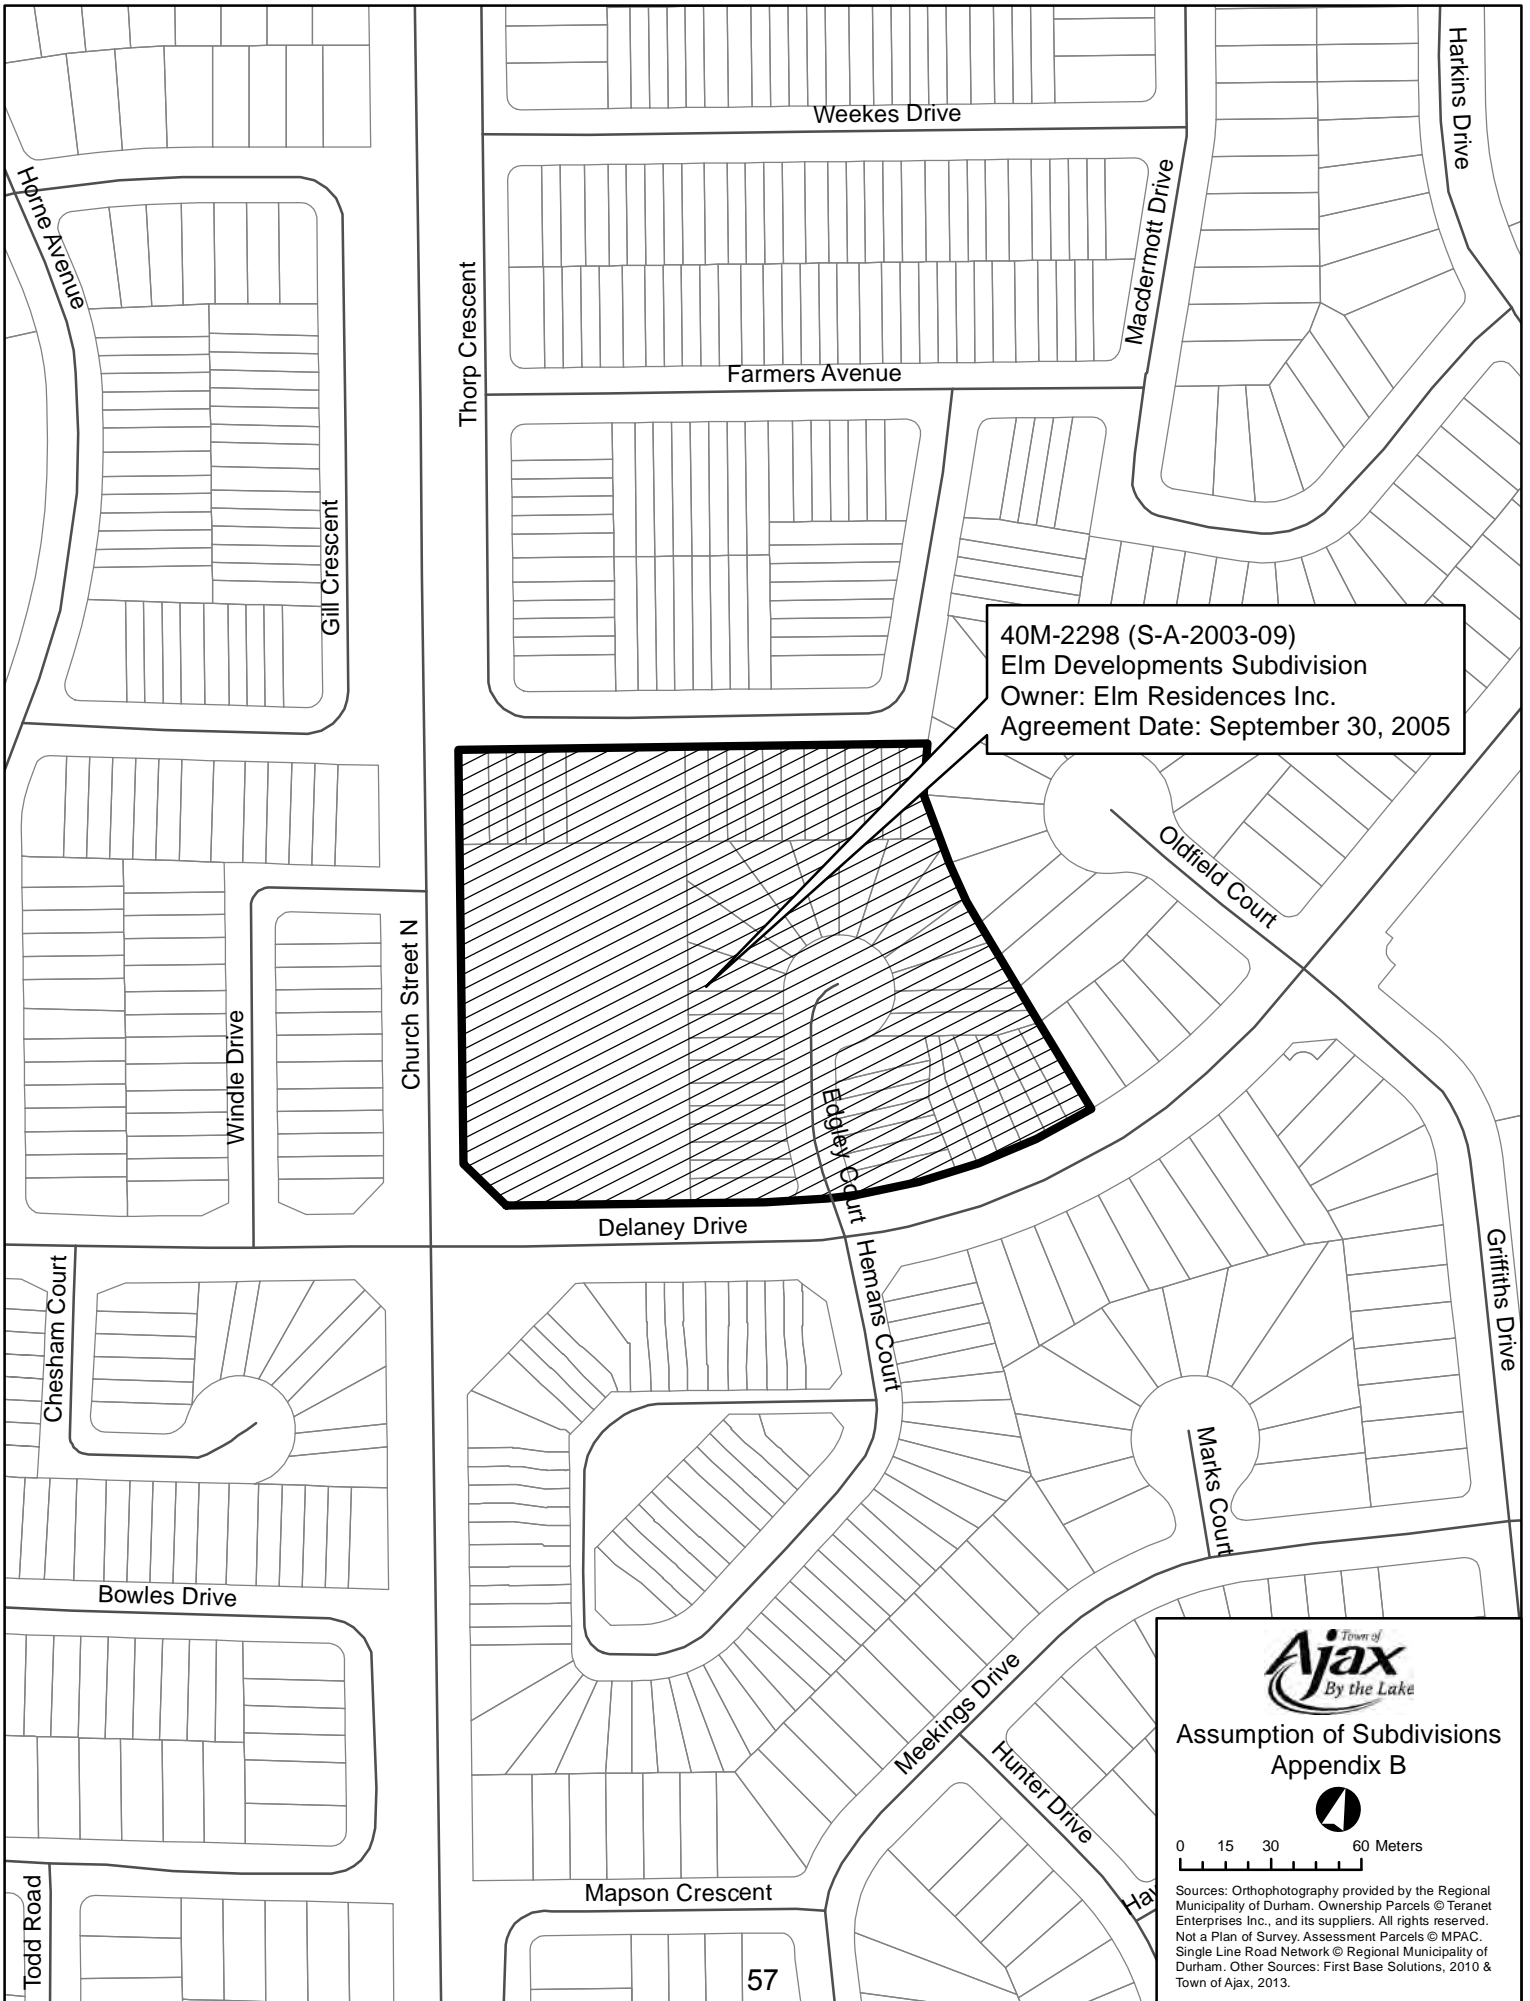 Harkins Drive
Weekes Drive
Horne Avenue
Macdermott Drive
Thorp Crescent
Farmers Avenue
Gill Crescent
40M-2298 (S-A-2003-09)
Elm Developments Subdivision
Owner: Elm Residences Inc.
Agreement Date: September 30, 2005
Oldfield Court
Church Street N
Windle Drive
Edgley Court
Delaney Drive
Hemans Court
Chesham Court
Griffiths Drive
Marks Court
Bowles Drive
Meekings Drive
Hunter Drive
Mapson Crescent
Todd Road
57
Town of
Ajax
By the Lake
Assumption of Subdivisions
Appendix B
0 15 30 60 Meters
Sources: Orthophotography provided by the Regional
Municipality of Durham. Ownership Parcels © Teranet
Enterprises Inc., and its suppliers. All rights reserved.
Not a Plan of Survey. Assessment Parcels © MPAC.
Single Line Road Network © Regional Municipality of
Durham. Other Sources: First Base Solutions, 2010 &
Town of Ajax, 2013.